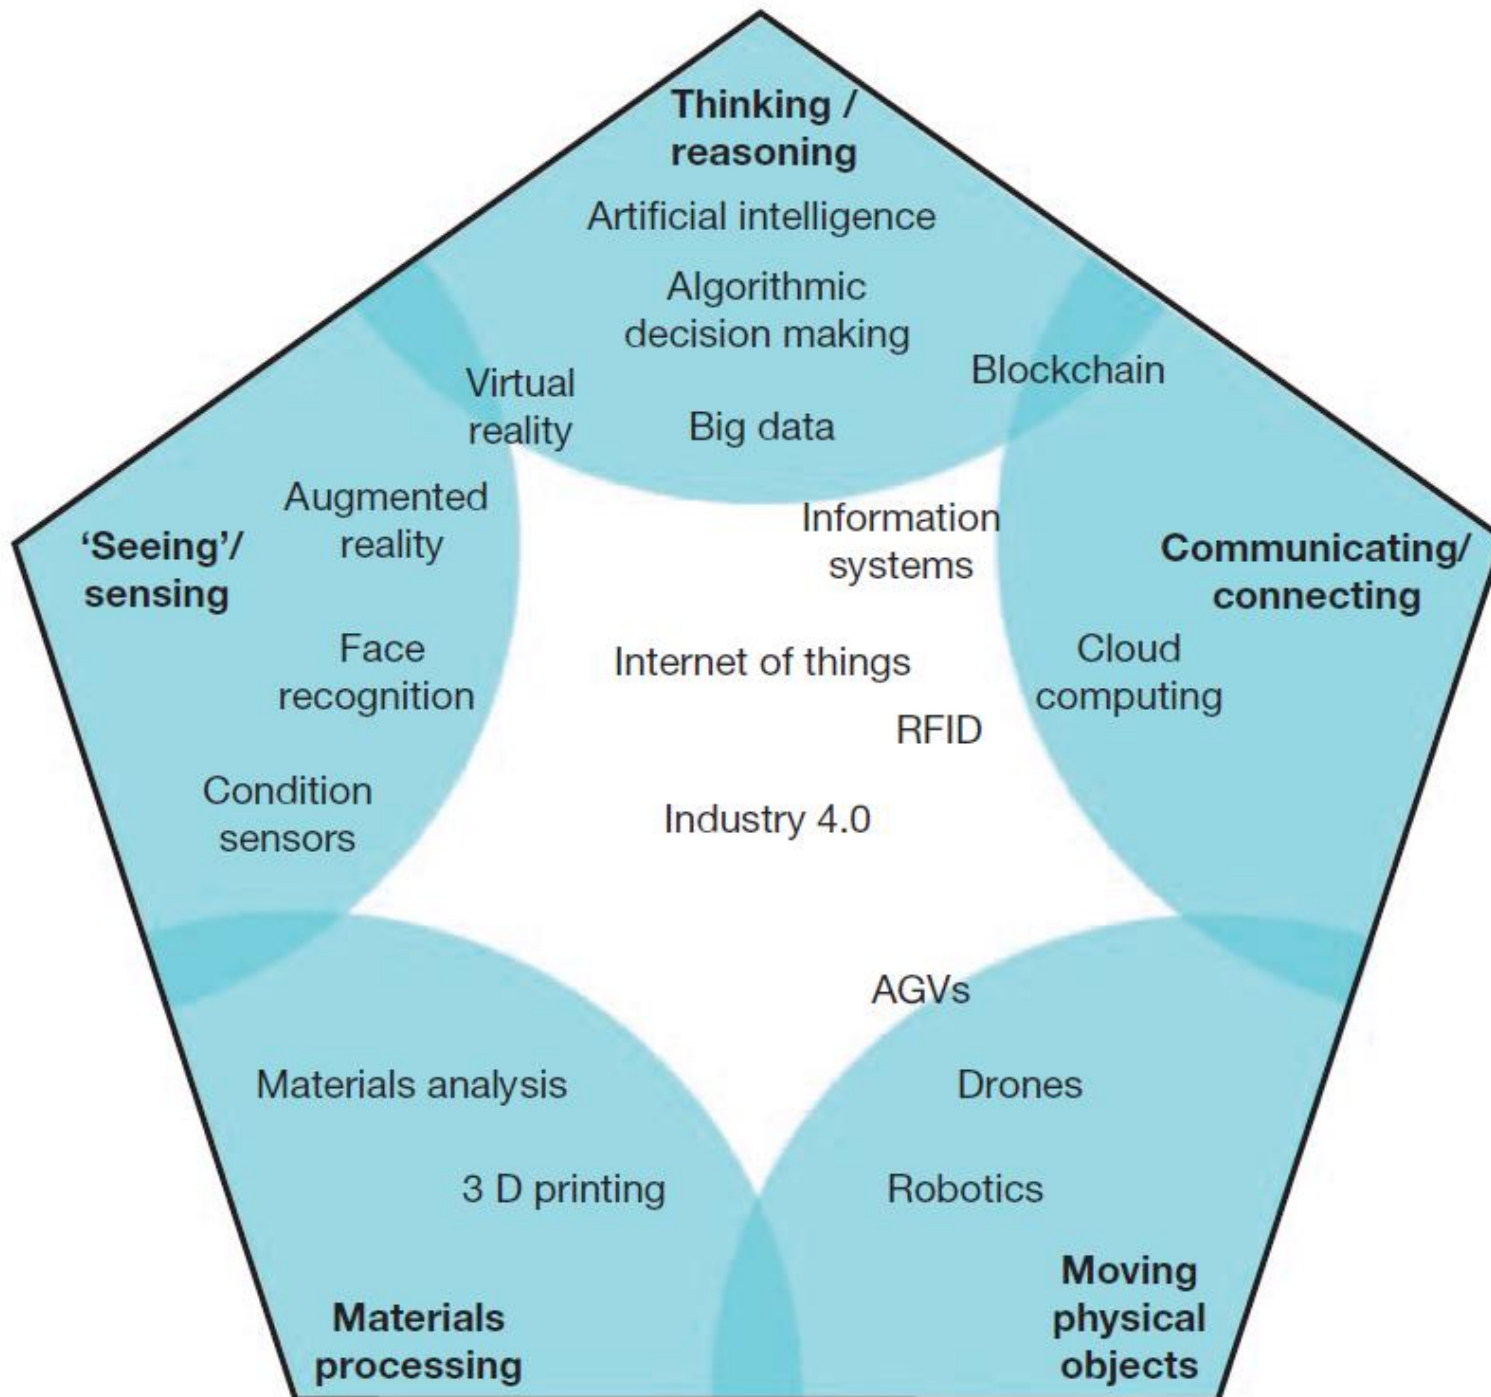 Thinking /
reasoning
Artificial intelligence
Algorithmic
decision making
Blockchain
Virtual
reality
Big data
Augmented
reality
Information
systems
'Seeing'/
sensing
Communicating/
connecting
Face
recognition
Internet of things
Cloud
computing
RFID
Condition
sensors
Industry 4.0
AGVs
Materials analysis
Drones
3 D printing
Robotics
Materials
processing
Moving
physical
objects